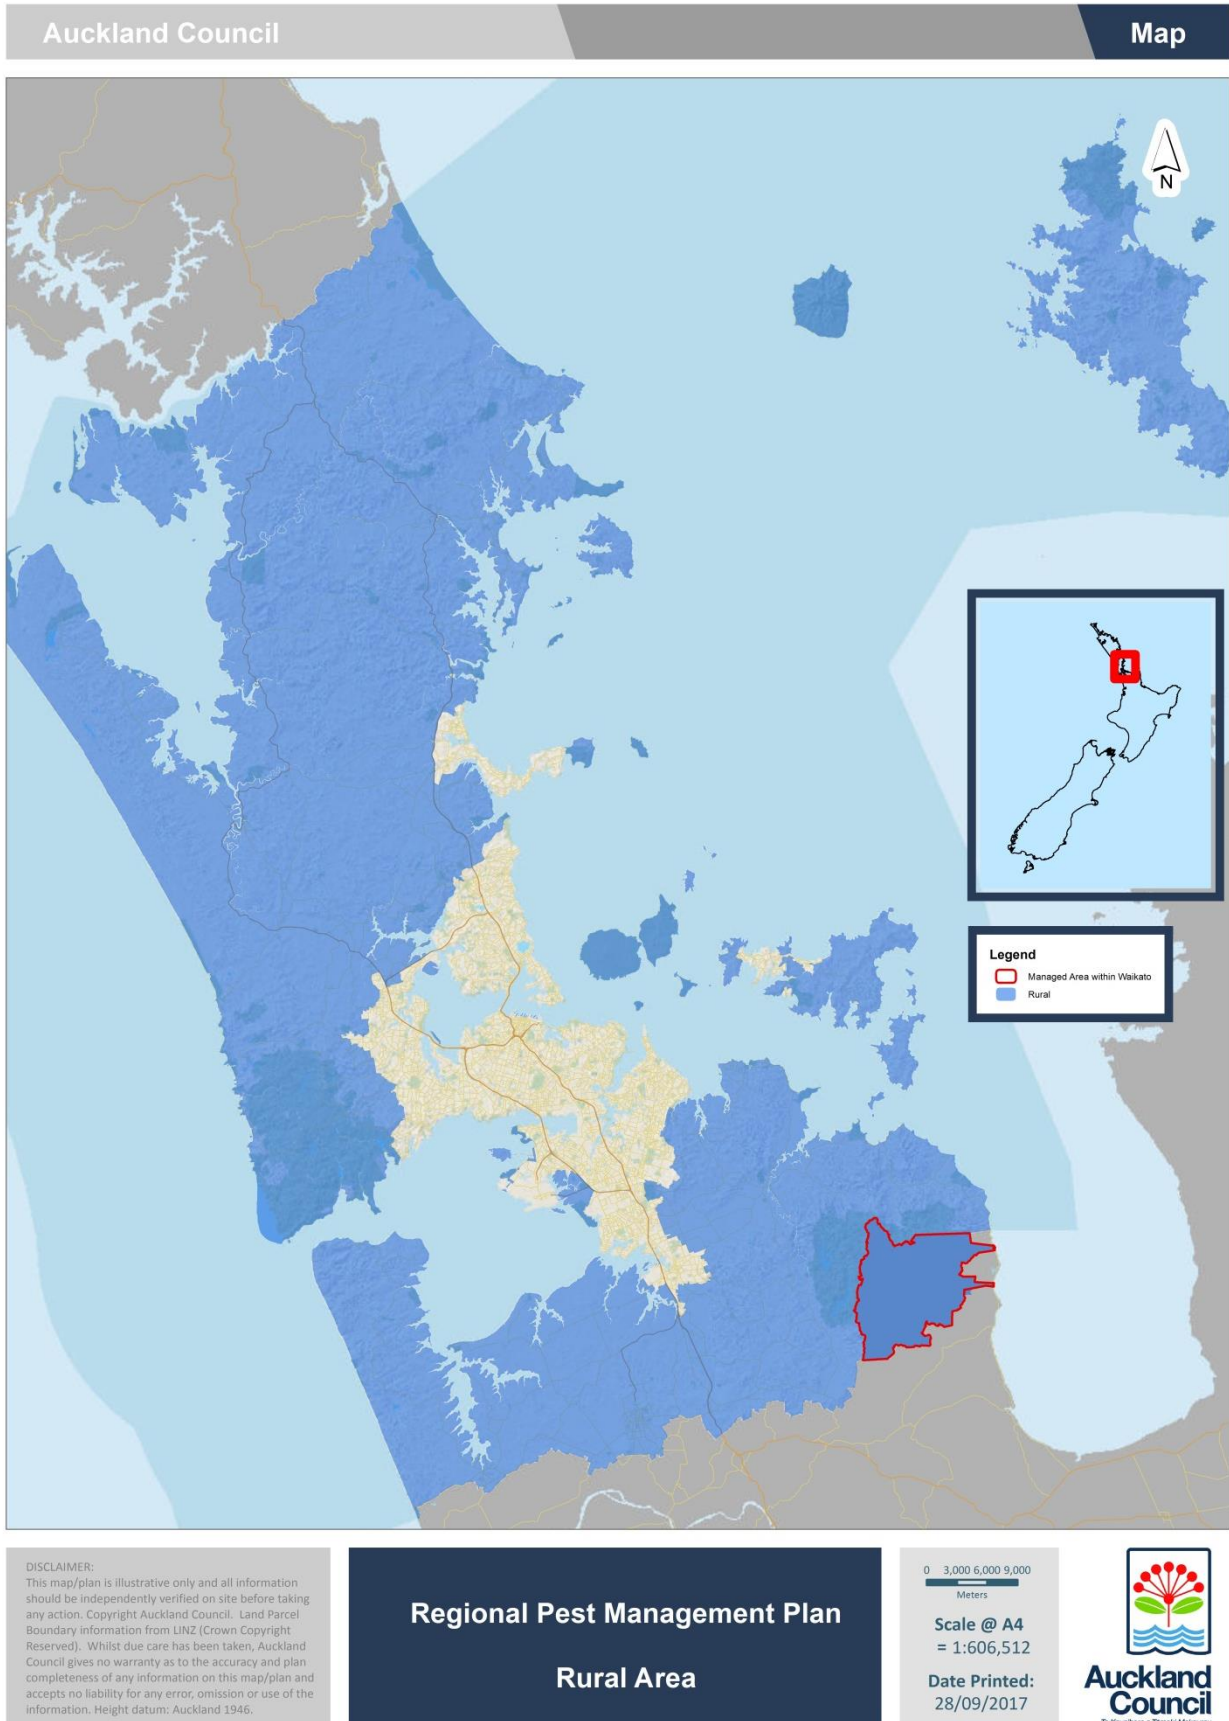 Auckland Council
Map
N
Legend
Managed Area within Waikato
Rural
DISCLAIMER:
This map/plan is illustrative only and all information
should be independently verified on site before taking
any action. Copyright Auckland Council. Land Parcel
Boundary information from LINZ (Crown Copyright
Reserved). Whilst due care has been taken, Auckland
Council gives no warranty as to the accuracy and plan
completeness of any information on this map/plan and
accepts no liability for any error, omission or use of the
information. Height datum: Auckland 1946.
Regional Pest Management Plan
Rural Area
0 3,000 6,000 9,000
Meters
Scale @ A4
= 1:606,512
Date Printed:
28/09/2017
Auckland
Council